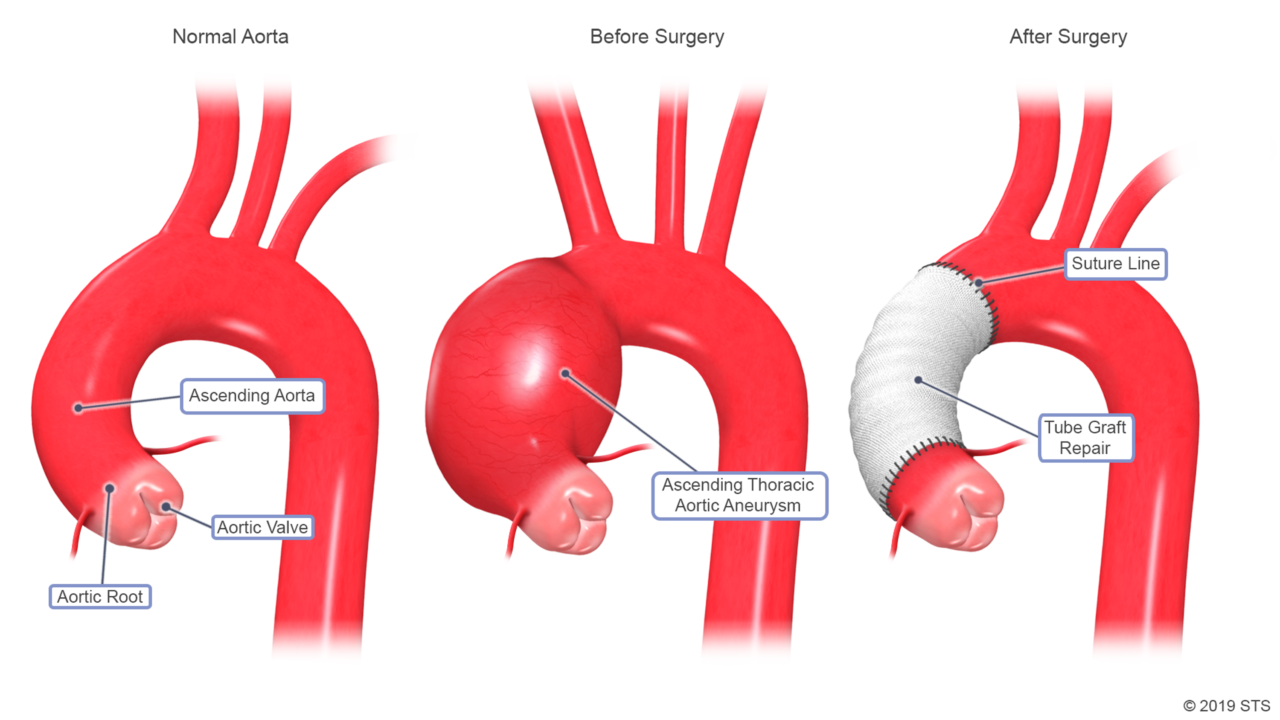 Normal Aorta
Before Surgery
After Surgery
Suture Line
Ascending Aorta
Tube Graft
Repair
Ascending Thoracic
Aortic Aneurysm
Aortic Valve
Aortic Root
© 2019 STS